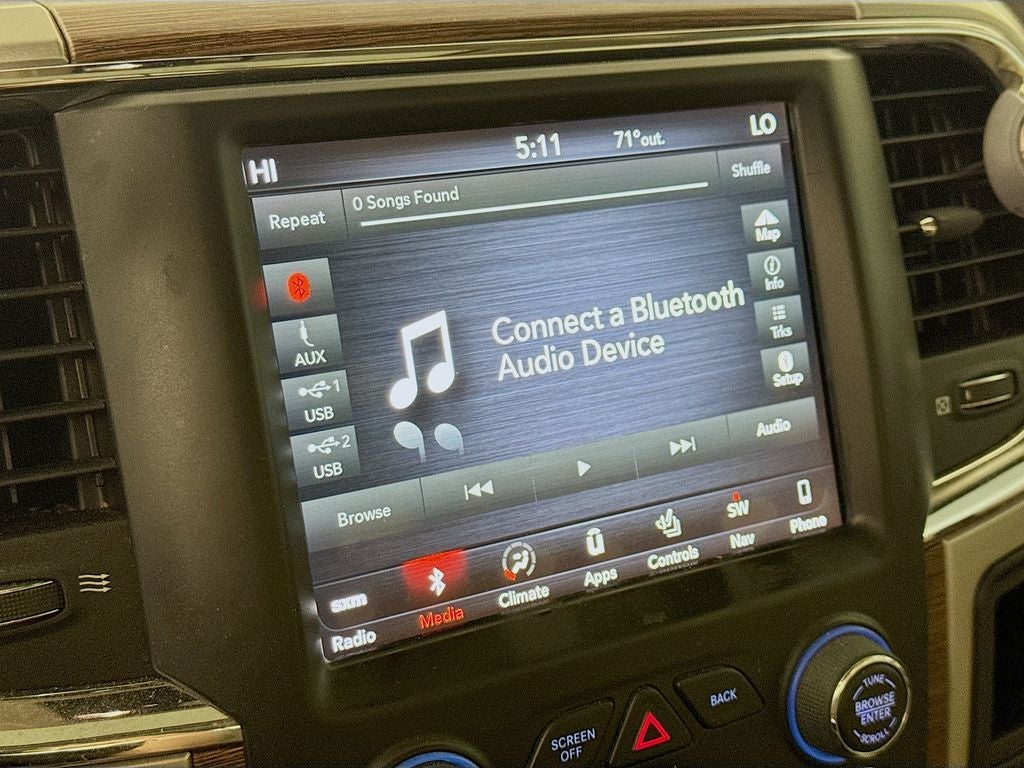 HI 5:11 71° out. LO
Repeat 0 Songs Found Shuffle
Map
Info
AUX
Connect a Bluetooth
Audio Device
Trks
1
USB
Setup
2
USB
Browse Audio
sxm SW
Radio Media Climate Apps Controls Nav Phone
SCREEN
OFF
BACK
TUNE
BROWSE
ENTER
SCROLL